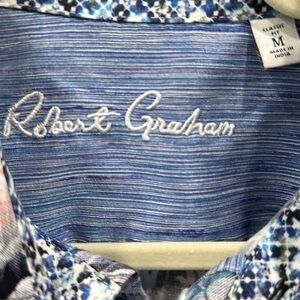 CLASSIC
FIT
M
MADE IN
INDIA
Robert Graham